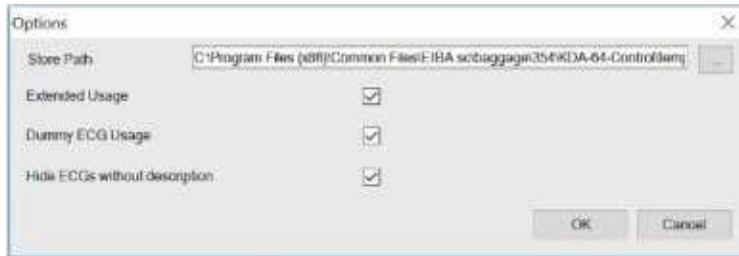 Options
Store Path C:\Program Files (x86)\Common Files\EIBA sc\baggage\354\KDA-64-Control\temp ...
Extended Usage
Dummy ECG Usage
Hide ECGs without description
OK Cancel